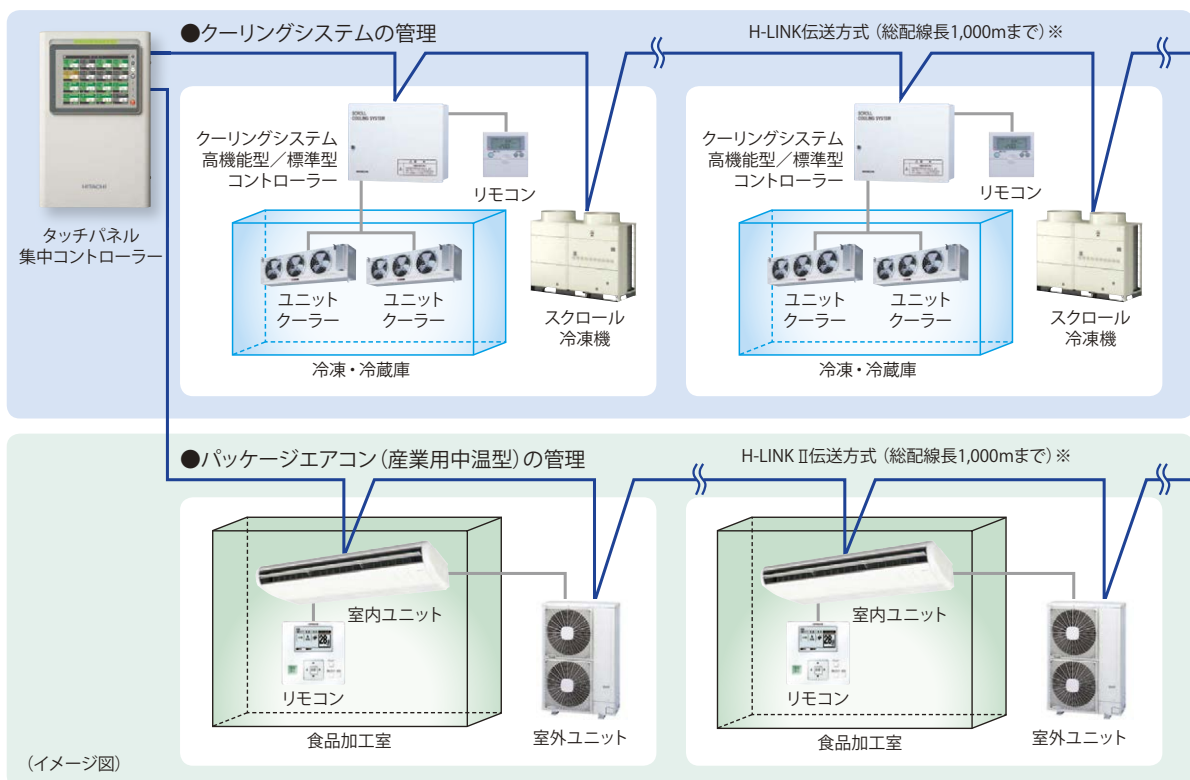 ●クーリングシステムの管理
H-LINK伝送方式（総配線長1,000mまで）※
HITACHI
タッチパネル
集中コントローラー
クーリングシステム
高機能型／標準型
コントローラー
SCROLL
COOLING SYSTEM
リモコン
ユニット
クーラー
ユニット
クーラー
スクロール
冷凍機
冷凍・冷蔵庫
クーリングシステム
高機能型／標準型
コントローラー
SCROLL
COOLING SYSTEM
リモコン
ユニット
クーラー
ユニット
クーラー
スクロール
冷凍機
冷凍・冷蔵庫
●パッケージエアコン（産業用中温型）の管理
H-LINK Ⅱ伝送方式（総配線長1,000mまで）※
室内ユニット
リモコン
食品加工室
室外ユニット
室内ユニット
リモコン
食品加工室
室外ユニット
（イメージ図）